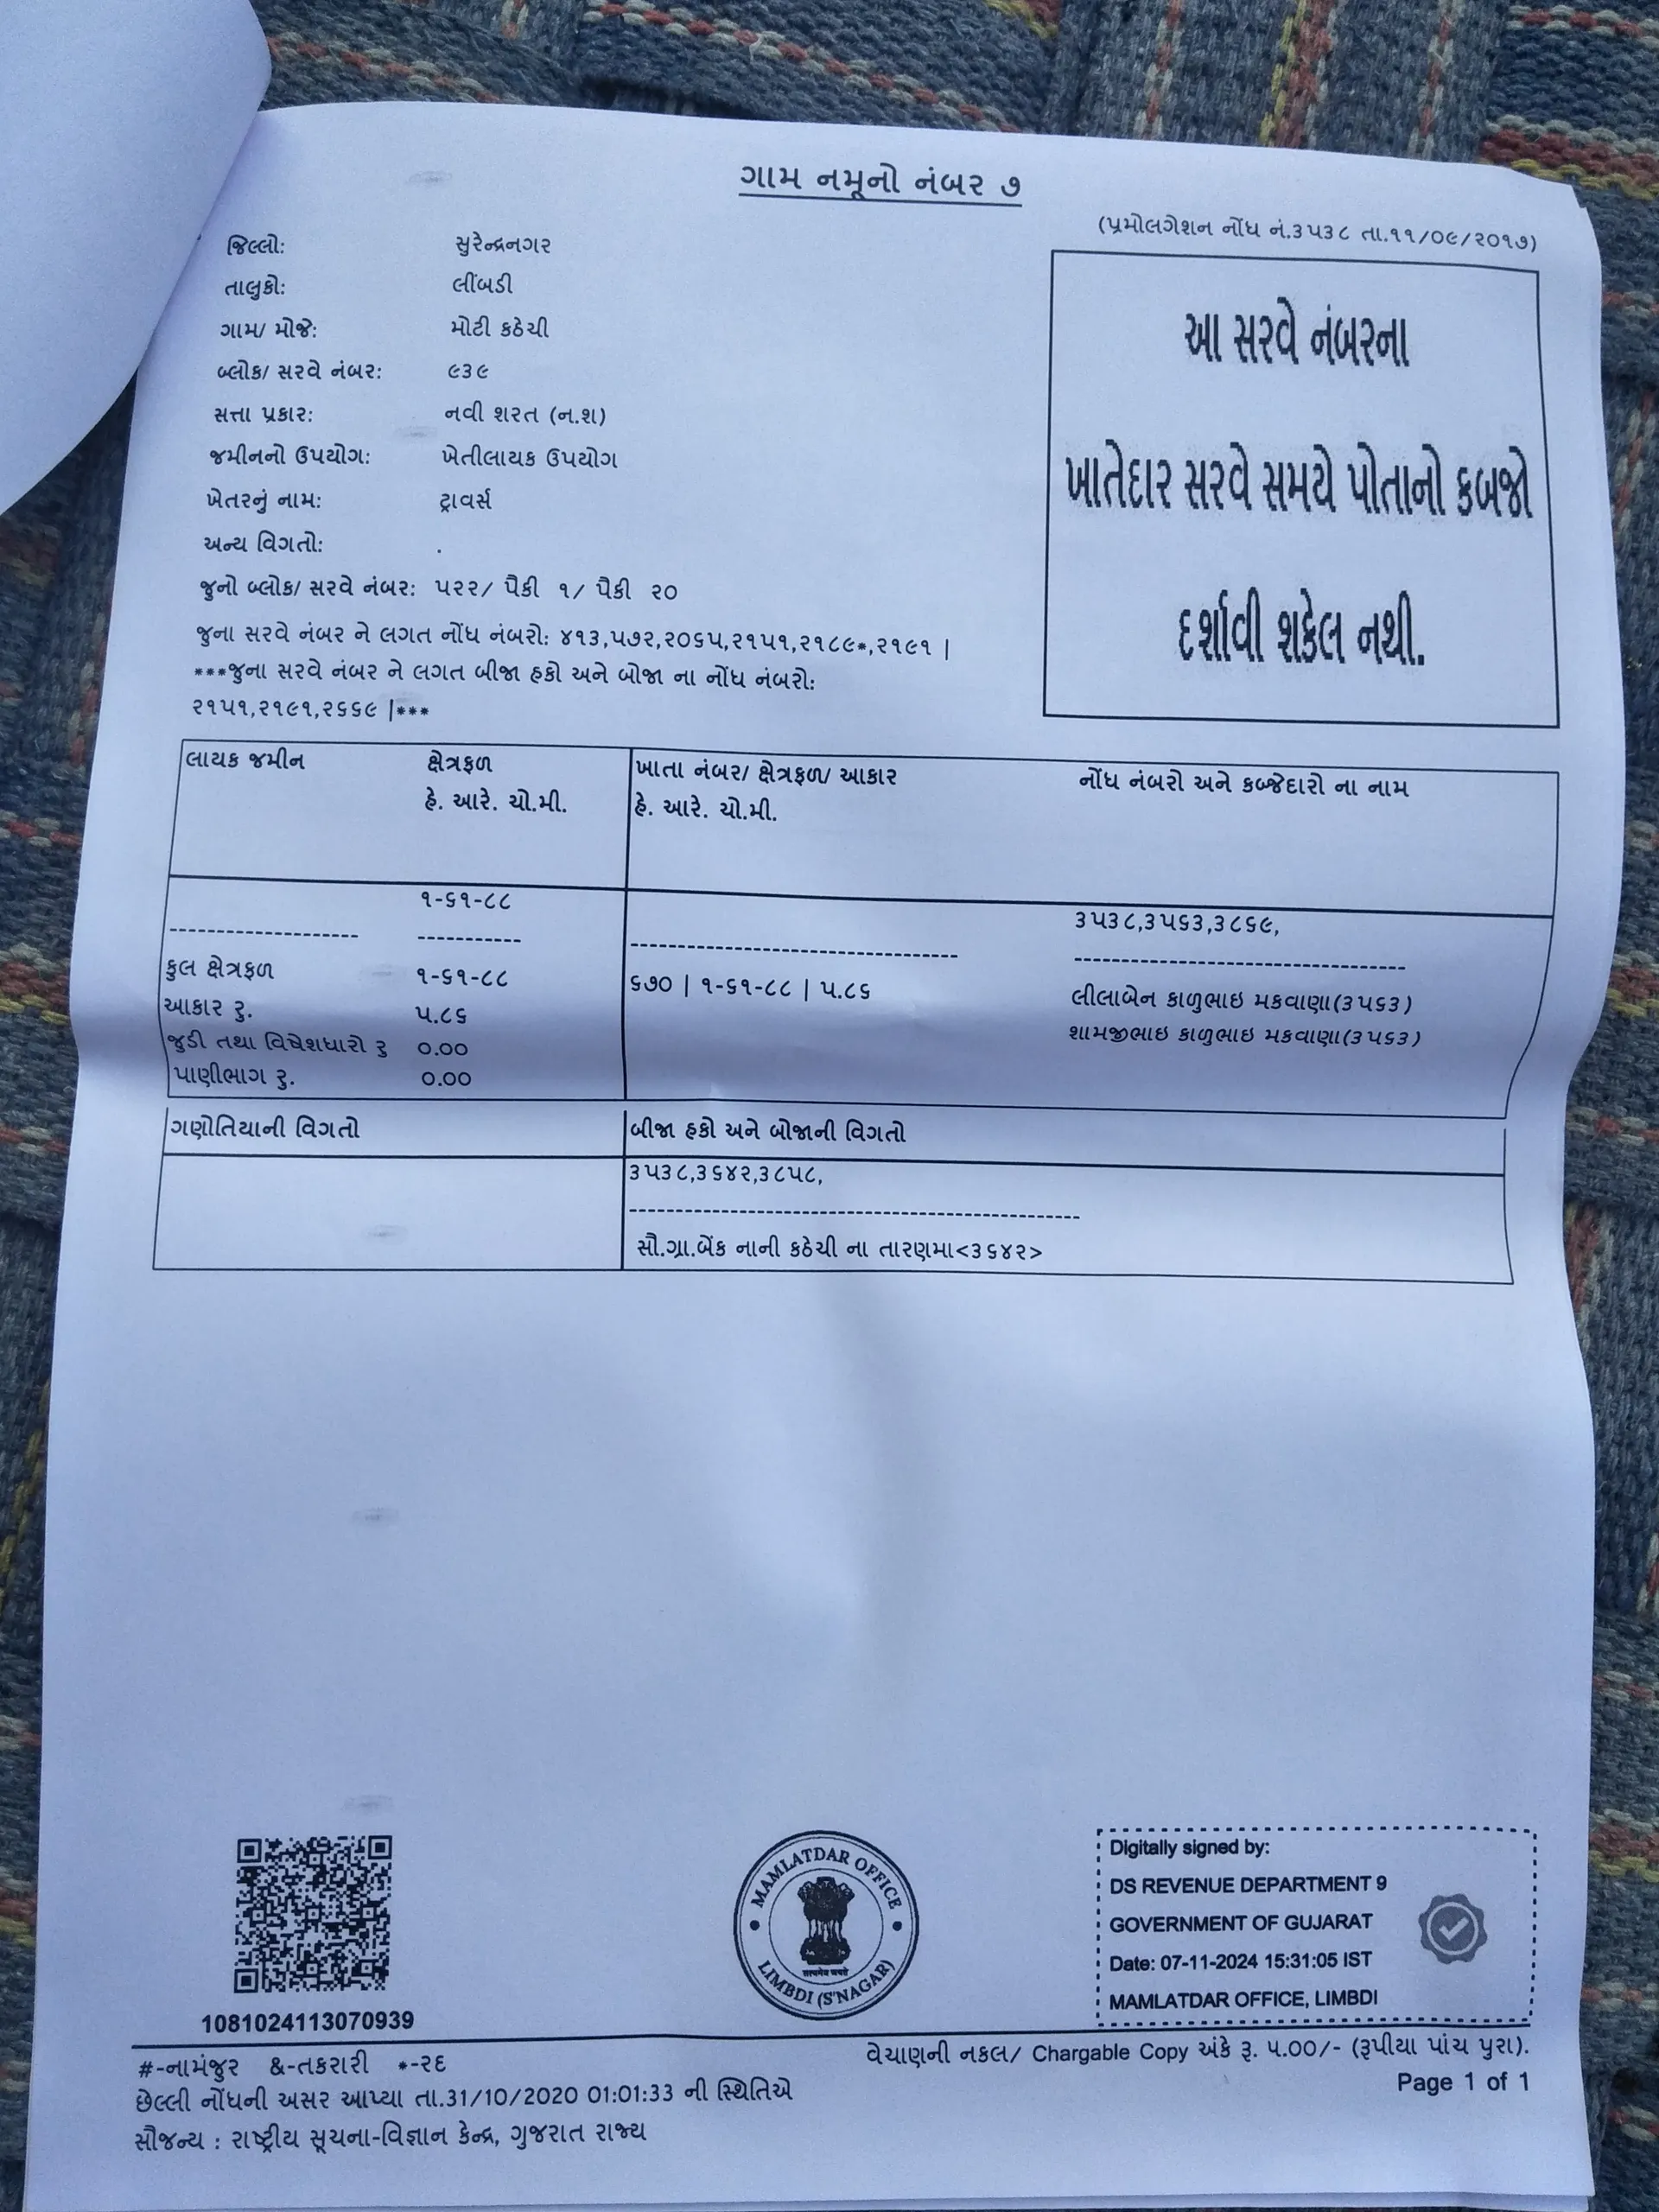 ગામ નમૂનો નંબર ૭
(પ્રમોલગેશન નોંધ નં.૩૫૩૮ તા.૧૧/૦૯/૨૦૧૭)
જિલ્લો: સુરેન્દ્રનગર
તાલુકો: લીંબડી
ગામ/ મોજે: મોટી કઠેચી
બ્લોક/ સરવે નંબર: ૯૩૯
સત્તા પ્રકાર: નવી શરત (ન.શ)
જમીનનો ઉપયોગ: ખેતીલાયક ઉપયોગ
ખેતરનું નામ: ટ્રાવર્સ
અન્ય વિગતો: .
જુનો બ્લોક/ સરવે નંબર: ૫૨૨/ પૈકી ૧/ પૈકી ૨૦
જુના સરવે નંબર ને લગત નોંધ નંબરો: ૪૧૩,૫૭૨,૨૦૬૫,૨૧૫૧,૨૧૮૯*,૨૧૯૧ |
***જુના સરવે નંબર ને લગત બીજા હકો અને બોજા ના નોંધ નંબરો:
૨૧૫૧,૨૧૯૧,૨૬૬૯ |***
આ સરવે નંબરના
ખાતેદાર સરવે સમયે પોતાનો કબજો
દર્શાવી શકેલ નથી.
લાયક જમીન ક્ષેત્રફળ ખાતા નંબર/ ક્ષેત્રફળ/ આકાર નોંધ નંબરો અને કબ્જેદારો ના નામ
હે. આરે. ચો.મી. હે. આરે. ચો.મી.
૧-૬૧-૮૮ ૩૫૩૮,૩૫૬૩,૩૮૬૯,
------------------- ----------- --------------------------------- ---------------------------------
કુલ ક્ષેત્રફળ ૧-૬૧-૮૮ ૬૭૦ | ૧-૬૧-૮૮ | ૫.૮૬ લીલાબેન કાળુભાઇ મકવાણા(૩૫૬૩)
આકાર રુ. ૫.૮૬ શામજીભાઇ કાળુભાઇ મકવાણા(૩૫૬૩)
જુડી તથા વિષેશધારો રુ ૦.૦૦
પાણીભાગ રુ. ૦.૦૦
ગણોતિયાની વિગતો બીજા હકો અને બોજાની વિગતો
૩૫૩૮,૩૬૪૨,૩૮૫૮,
---------------------------------------------
સૌ.ગ્રા.બેંક નાની કઠેચી ના તારણમા<૩૬૪૨>
1081024113070939
MAMLATDAR OFFICE
सत्यमेव जयते
LIMBDI (S'NAGAR)
Digitally signed by:
DS REVENUE DEPARTMENT 9
GOVERNMENT OF GUJARAT
Date: 07-11-2024 15:31:05 IST
MAMLATDAR OFFICE, LIMBDI
#-નામંજુર &-તકરારી *-રદ
વેચાણની નકલ/ Chargable Copy અંકે રૂ. ૫.00/- (રૂપીયા પાંચ પુરા).
છેલ્લી નોંધની અસર આપ્યા તા.31/10/2020 01:01:33 ની સ્થિતિએ
Page 1 of 1
સૌજન્ય : રાષ્ટ્રીય સૂચના-વિજ્ઞાન કેન્દ્ર, ગુજરાત રાજ્ય